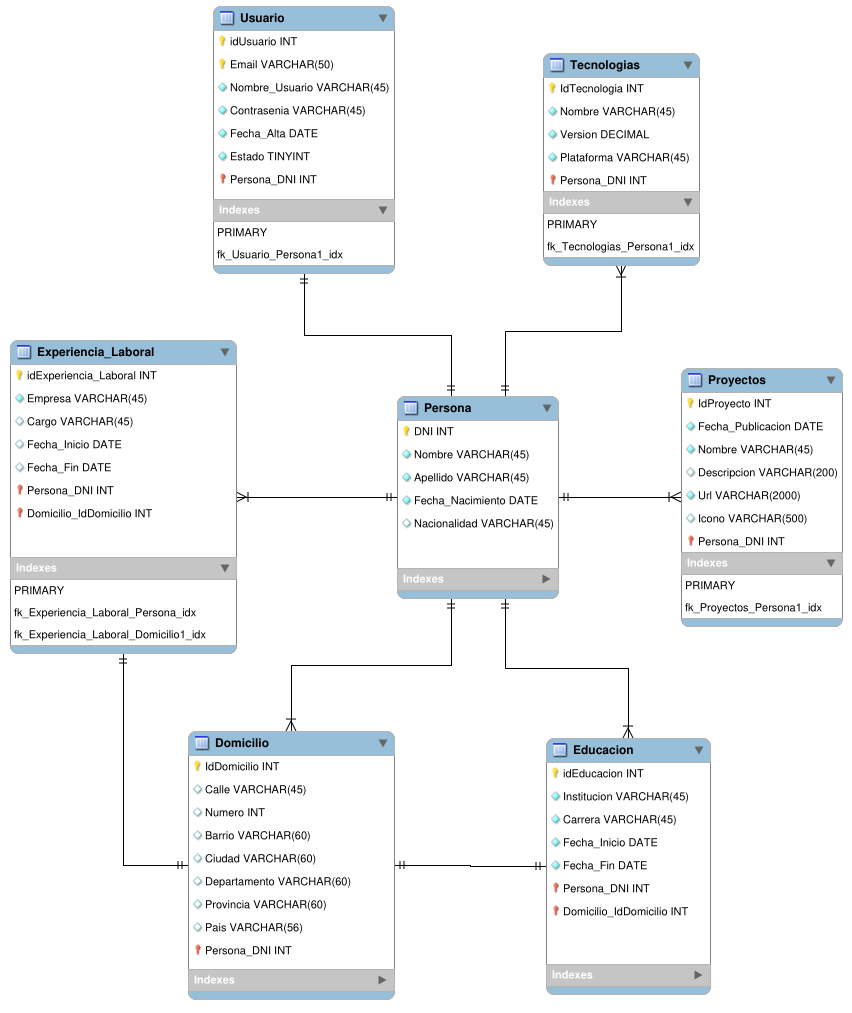 Usuario
idUsuario INT
Email VARCHAR(50)
Nombre_Usuario VARCHAR(45)
Contrasenia VARCHAR(45)
Fecha_Alta DATE
Estado TINYINT
Persona_DNI INT
Indexes
PRIMARY
fk_Usuario_Persona1_idx
Tecnologias
IdTecnologia INT
Nombre VARCHAR(45)
Version DECIMAL
Plataforma VARCHAR(45)
Persona_DNI INT
Indexes
PRIMARY
fk_Tecnologias_Persona1_idx
Experiencia_Laboral
idExperiencia_Laboral INT
Empresa VARCHAR(45)
Cargo VARCHAR(45)
Fecha_Inicio DATE
Fecha_Fin DATE
Persona_DNI INT
Domicilio_IdDomicilio INT
Indexes
PRIMARY
fk_Experiencia_Laboral_Persona_idx
fk_Experiencia_Laboral_Domicilio1_idx
Persona
DNI INT
Nombre VARCHAR(45)
Apellido VARCHAR(45)
Fecha_Nacimiento DATE
Nacionalidad VARCHAR(45)
Indexes
Proyectos
IdProyecto INT
Fecha_Publicacion DATE
Nombre VARCHAR(45)
Descripcion VARCHAR(200)
Url VARCHAR(2000)
Icono VARCHAR(500)
Persona_DNI INT
Indexes
PRIMARY
fk_Proyectos_Persona1_idx
Domicilio
IdDomicilio INT
Calle VARCHAR(45)
Numero INT
Barrio VARCHAR(60)
Ciudad VARCHAR(60)
Departamento VARCHAR(60)
Provincia VARCHAR(60)
Pais VARCHAR(56)
Persona_DNI INT
Indexes
Educacion
idEducacion INT
Institucion VARCHAR(45)
Carrera VARCHAR(45)
Fecha_Inicio DATE
Fecha_Fin DATE
Persona_DNI INT
Domicilio_IdDomicilio INT
Indexes